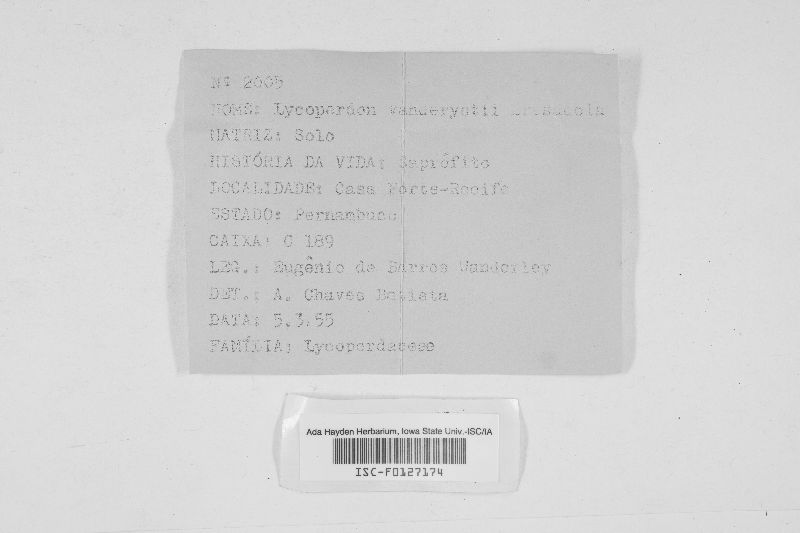 Nº 2005
NOME: Lycoperdon vanderystii Bresadola
MATRIZ: Solo
HISTÓRIA DA VIDA: Saprófito
LOCALIDADE: Casa Forte-Recife
ESTADO: Pernambuco
CAIXA: C 189
LEG.: Eugênio de Barros Wanderley
DET.: A. Chaves Batista
DATA: 5.3.55
FAMÍLIA: Lycoperdaceae
Ada Hayden Herbarium, Iowa State Univ.-ISC/IA
ISC-F0127174